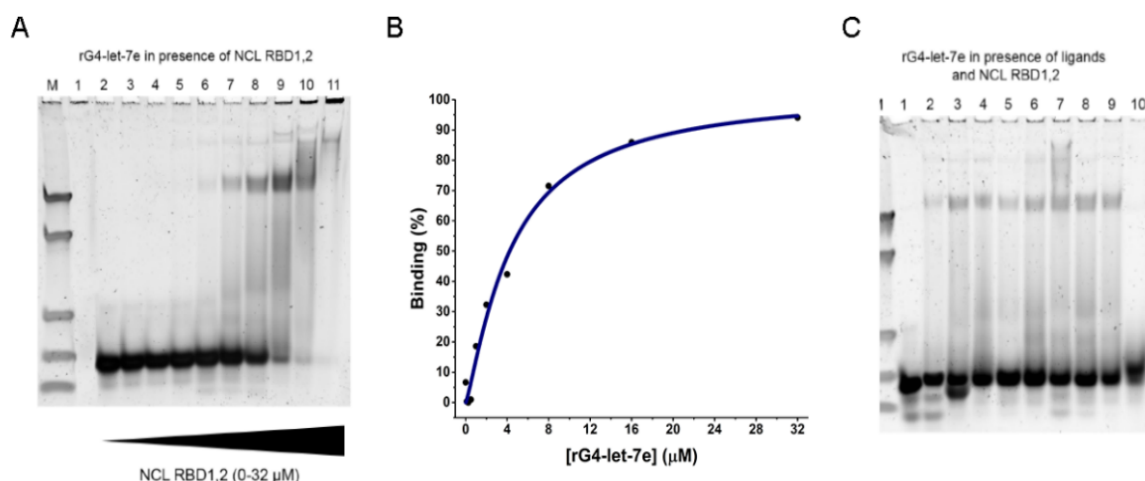 A
rG4-let-7e in presence of NCL RBD1,2
M 1 2 3 4 5 6 7 8 9 10 11
NCL RBD1,2 (0-32 µM)
B
100
90
80
70
60
50
40
30
20
10
0
Binding (%)
0 4 8 12 16 20 24 28 32
[rG4-let-7e] (µM)
C
rG4-let-7e in presence of ligands
and NCL RBD1,2
1 1 2 3 4 5 6 7 8 9 10